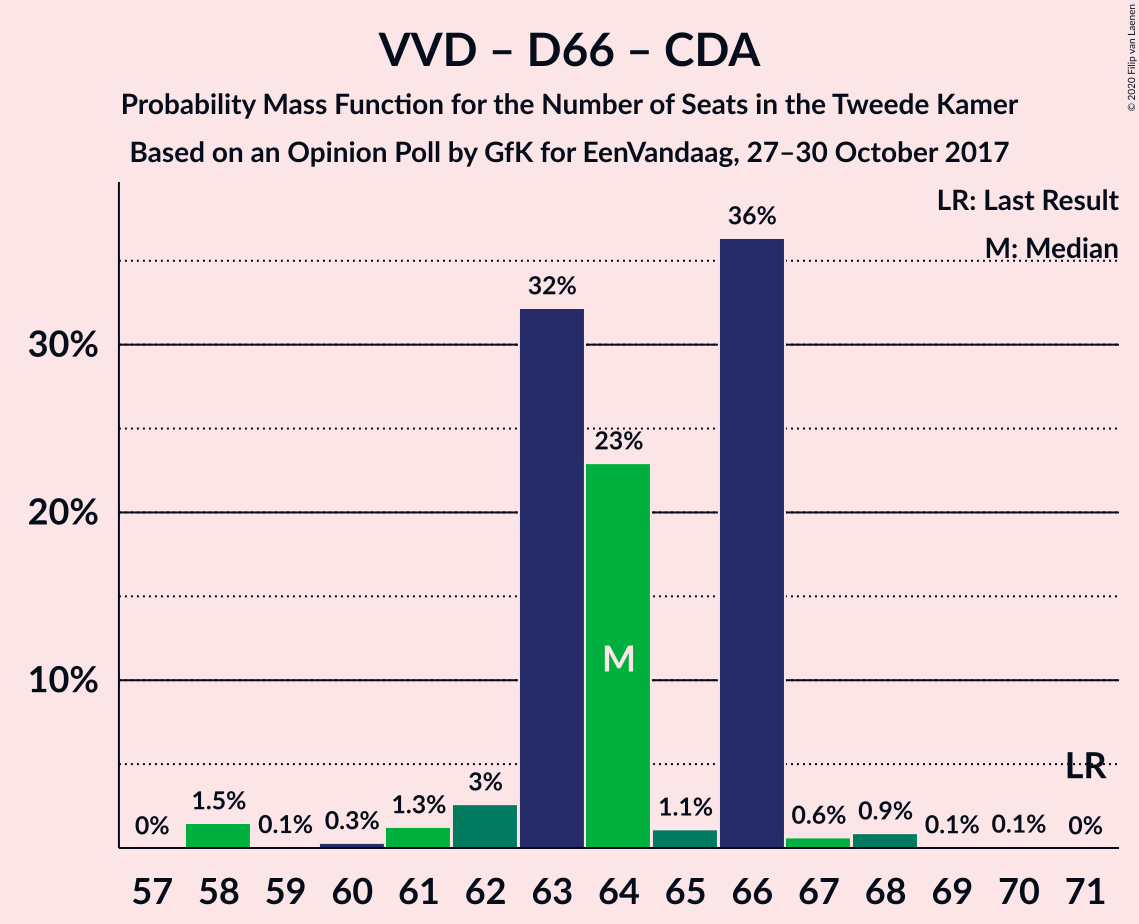 VVD – D66 – CDA
Probability Mass Function for the Number of Seats in the Tweede Kamer
Based on an Opinion Poll by GfK for EenVandaag, 27–30 October 2017
© 2020 Filip van Laenen
LR: Last Result
M: Median
30%
20%
10%
0%
1.5%
0.1%
0.3%
1.3%
3%
32%
23%
1.1%
36%
0.6%
0.9%
0.1%
0.1%
0%
M
LR
57 58 59 60 61 62 63 64 65 66 67 68 69 70 71